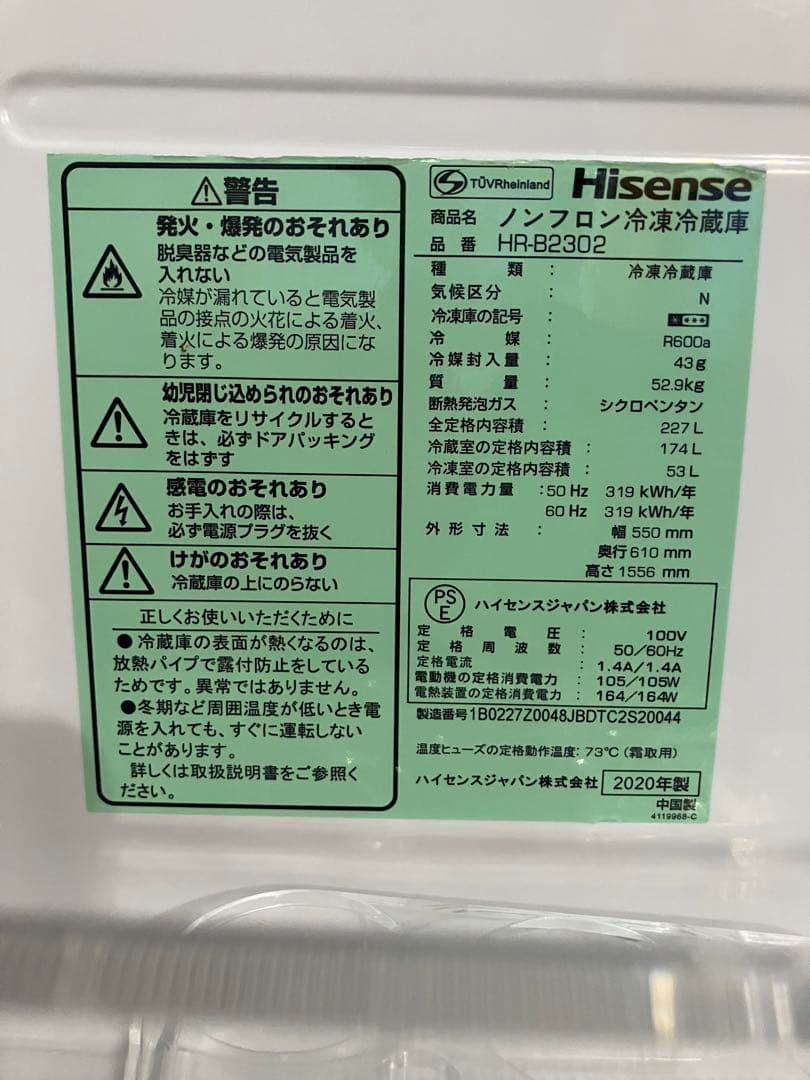 ⚠警告
発火・爆発のおそれあり
脱臭器などの電気製品を
入れない
冷媒が漏れていると電気製
品の接点の火花による着火、
着火による爆発の原因にな
ります。
幼児閉じ込められのおそれあり
冷蔵庫をリサイクルすると
きは、必ずドアパッキング
をはずす
感電のおそれあり
お手入れの際は、
必ず電源プラグを抜く
けがのおそれあり
冷蔵庫の上にのらない
正しくお使いいただくために
●冷蔵庫の表面が熱くなるのは、
放熱パイプで露付防止をしている
ためです。異常ではありません。
●冬期など周囲温度が低いとき電
源を入れても、すぐに運転しない
ことがあります。
詳しくは取扱説明書をご参照く
ださい。
TÜVRheinland Hisense
商品名 ノンフロン冷凍冷蔵庫
品番 HR-B2302
種類: 冷凍冷蔵庫
気候区分: N
冷凍庫の記号: * ***
冷媒: R600a
冷媒封入量: 43g
質量: 52.9kg
断熱発泡ガス: シクロペンタン
全定格内容積: 227L
冷蔵室の定格内容積: 174L
冷凍室の定格内容積: 53L
消費電力量:50 Hz 319 kWh/年
60 Hz 319 kWh/年
外形寸法: 幅 550 mm
奥行 610 mm
高さ 1556 mm
PSE ハイセンスジャパン株式会社
定格電圧: 100V
定格周波数: 50/60Hz
定格電流: 1.4A/1.4A
電動機の定格消費電力: 105/105W
電熱装置の定格消費電力: 164/164W
製造番号1B0227Z0048JBDTC2S20044
温度ヒューズの定格動作温度: 73℃ (霜取用)
ハイセンスジャパン株式会社 2020年製
中国製
4119968-C